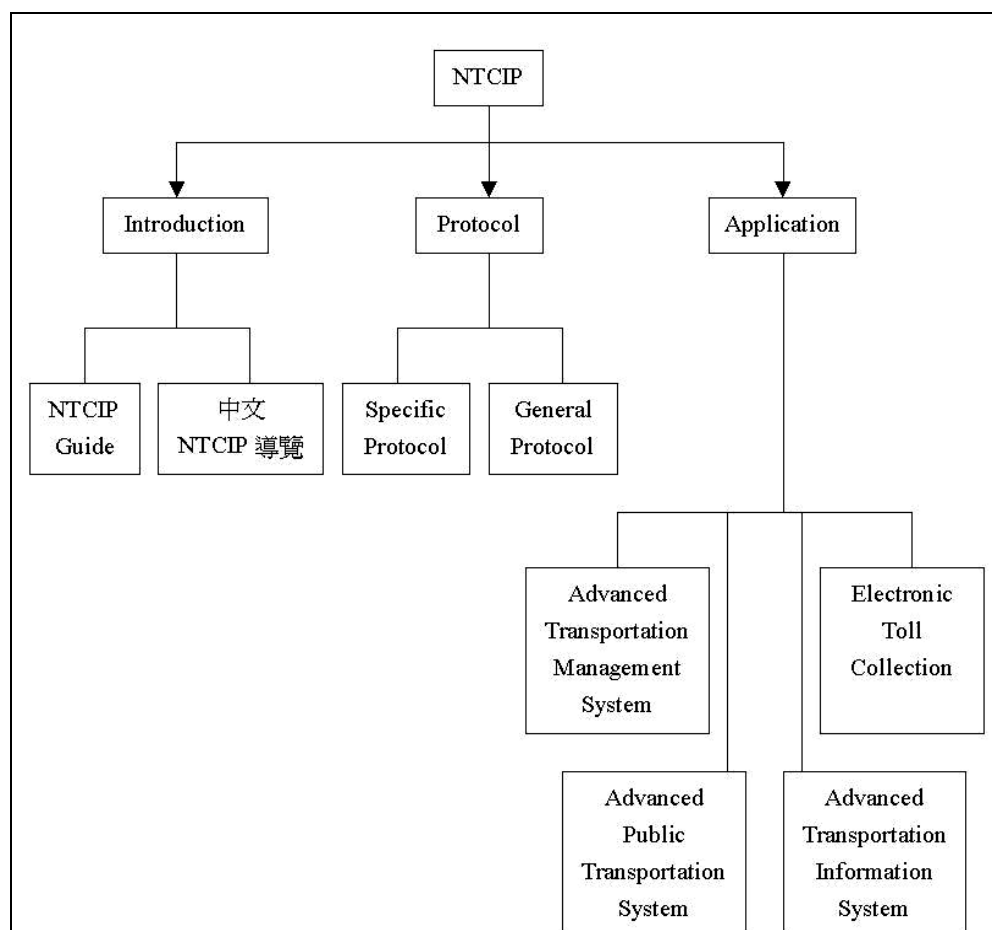 NTCIP
Introduction
Protocol
Application
NTCIP
Guide
中文
NTCIP 導覽
Specific
Protocol
General
Protocol
Advanced
Transportation
Management
System
Electronic
Toll
Collection
Advanced
Public
Transportation
System
Advanced
Transportation
Information
System